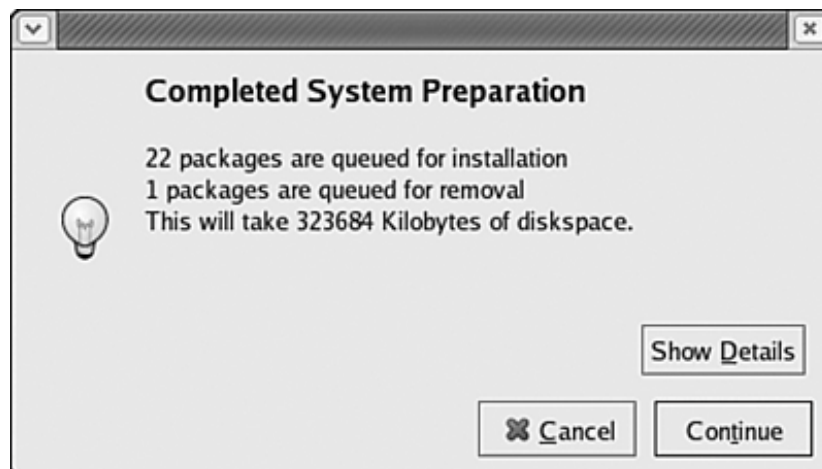 Completed System Preparation
22 packages are queued for installation
1 packages are queued for removal
This will take 323684 Kilobytes of diskspace.
Show Details
Cancel
Continue